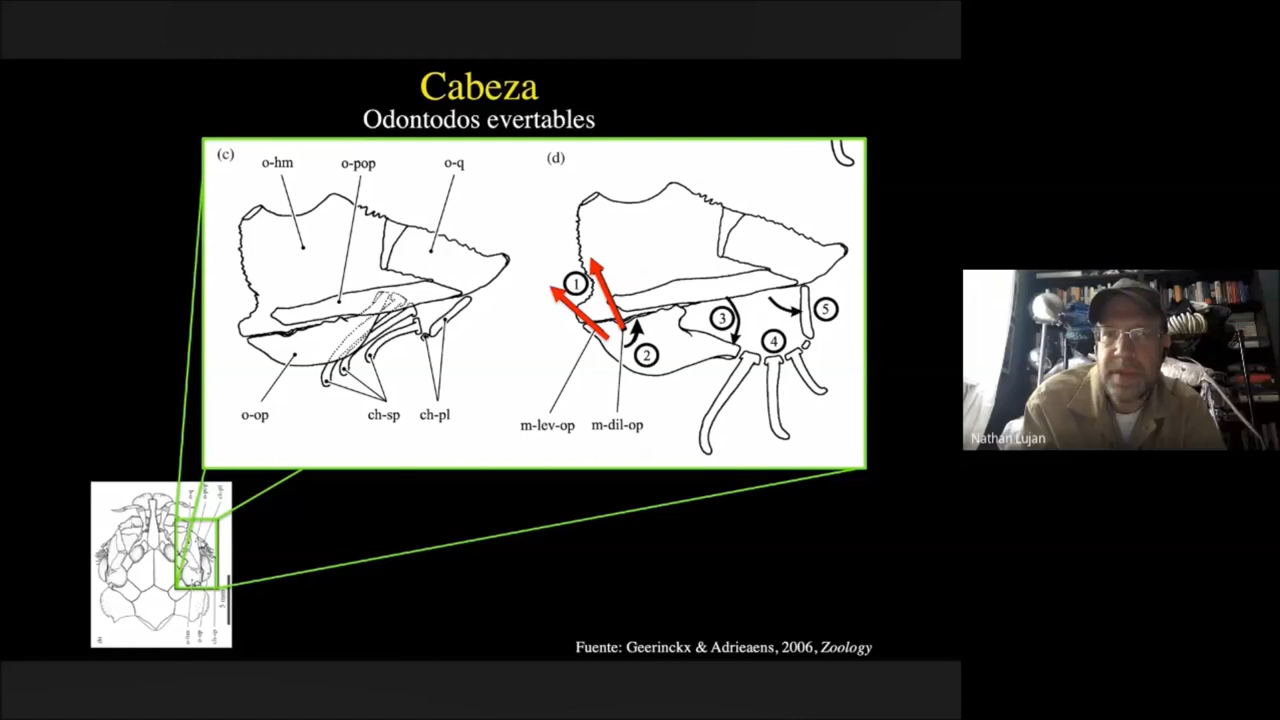 Cabeza
Odontodos evertables
(c)
o-hm
o-pop
o-q
o-op
ch-sp
ch-pl
(d)
1
2
3
4
5
m-lev-op
m-dil-op
Nathan Lujan
Fuente: Geerinckx & Adrieaens, 2006, Zoology